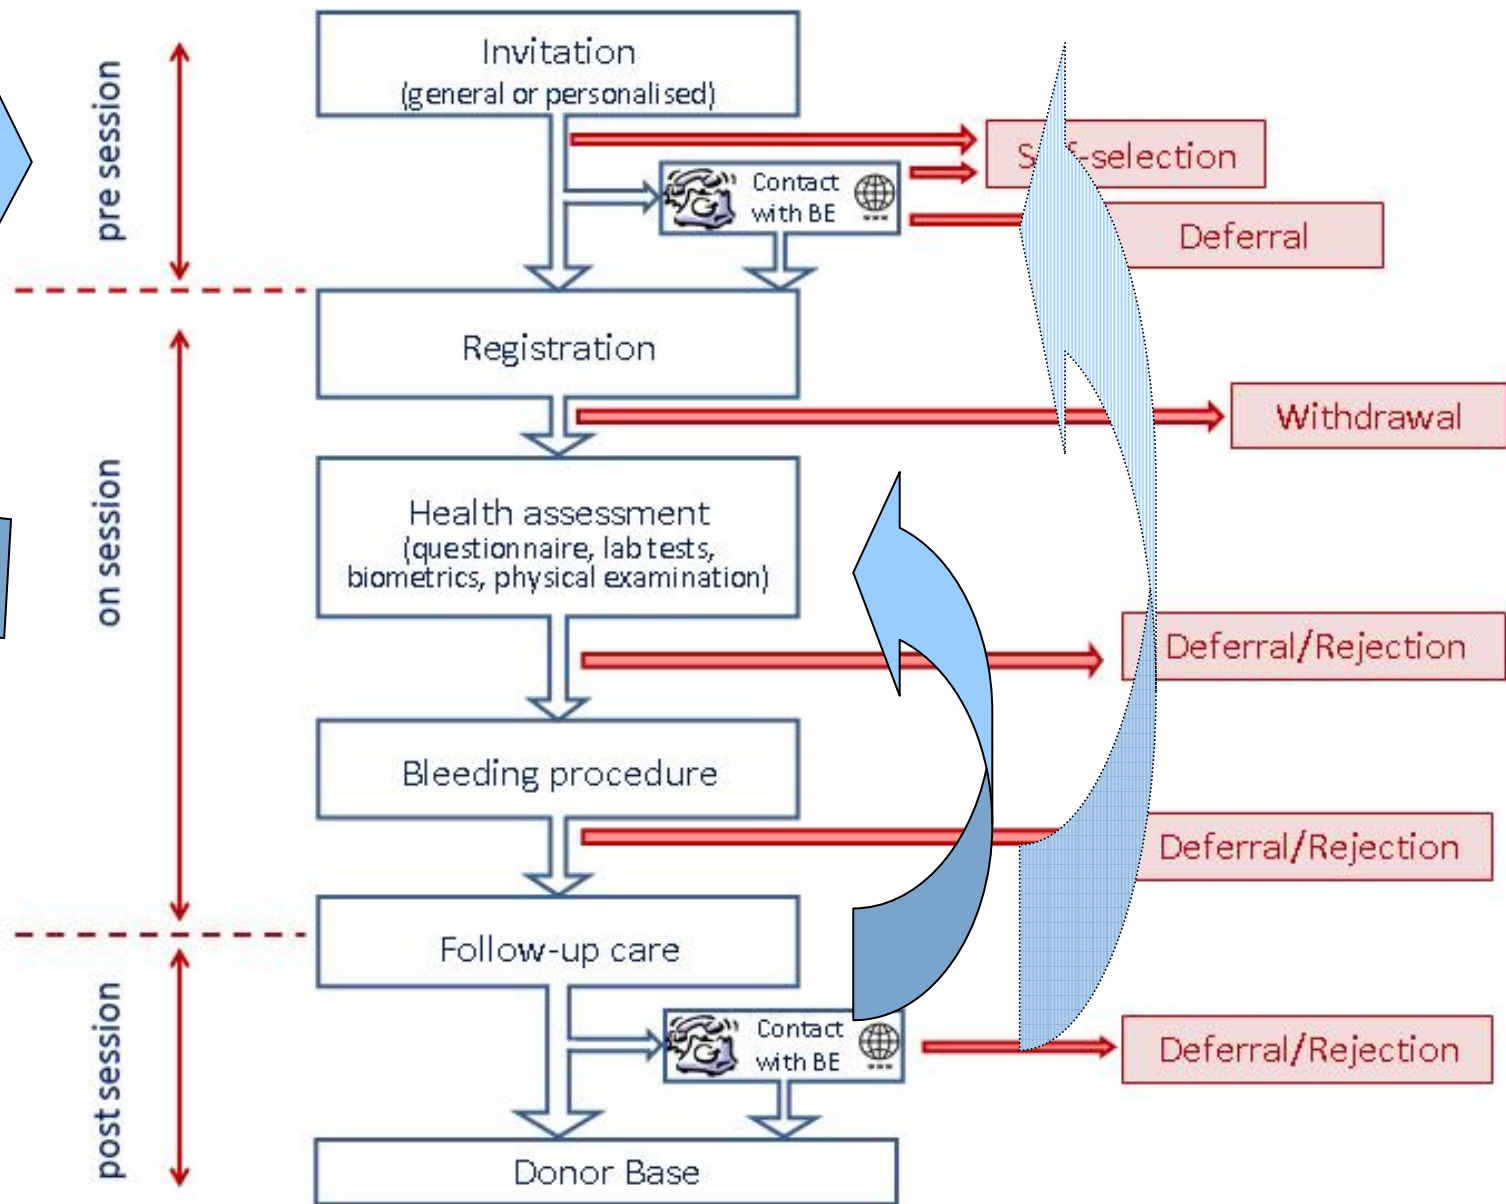 pre session
Invitation
(general or personalised)
Contact
with BE
-selection
Deferral
on session
Registration
Withdrawal
Health assessment
(questionnaire, lab tests,
biometrics, physical examination)
Deferral/Rejection
Bleeding procedure
Deferral/Rejection
post session
Follow-up care
Contact
with BE
Deferral/Rejection
Donor Base